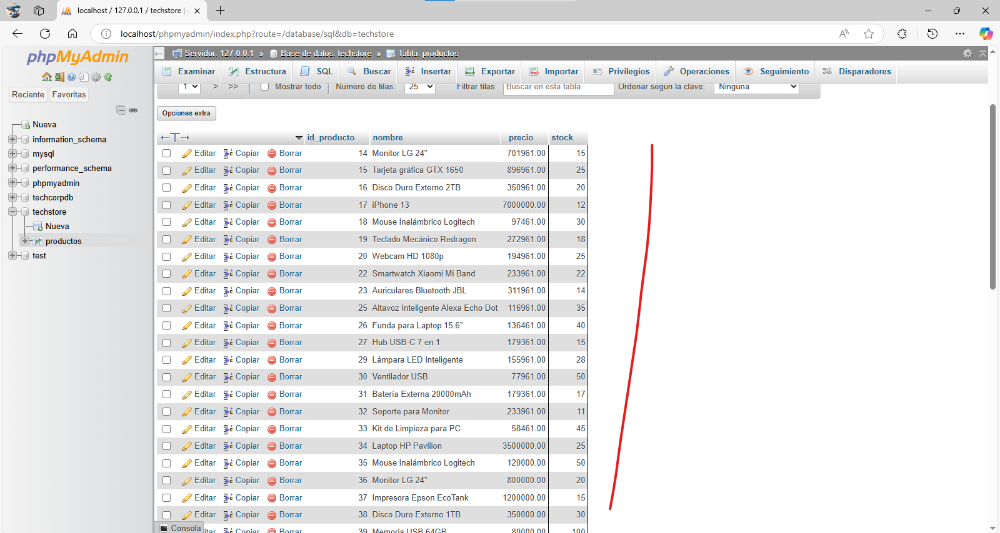 localhost / 127.0.0.1 / techstore |
localhost/phpmyadmin/index.php?route=/database/sql&db=techstore
phpMyAdmin
Reciente Favoritas
Nueva
information_schema
mysql
performance_schema
phpmyadmin
techcorpdb
techstore
Nueva
productos
test
Servidor: 127.0.0.1 » Base de datos: techstore » Tabla: productos
Examinar Estructura SQL Buscar Insertar Exportar Importar Privilegios Operaciones Seguimiento Disparadores
1 > >> Mostrar todo Número de filas: 25 Filtrar filas: Buscar en esta tabla Ordenar según la clave: Ninguna
Opciones extra
←T→ id_producto nombre precio stock
Editar Copiar Borrar 14 Monitor LG 24" 701961.00 15
Editar Copiar Borrar 15 Tarjeta gráfica GTX 1650 896961.00 25
Editar Copiar Borrar 16 Disco Duro Externo 2TB 350961.00 20
Editar Copiar Borrar 17 iPhone 13 7000000.00 12
Editar Copiar Borrar 18 Mouse Inalámbrico Logitech 97461.00 30
Editar Copiar Borrar 19 Teclado Mecánico Redragon 272961.00 18
Editar Copiar Borrar 20 Webcam HD 1080p 194961.00 25
Editar Copiar Borrar 22 Smartwatch Xiaomi Mi Band 233961.00 22
Editar Copiar Borrar 23 Auriculares Bluetooth JBL 311961.00 14
Editar Copiar Borrar 25 Altavoz Inteligente Alexa Echo Dot 116961.00 35
Editar Copiar Borrar 26 Funda para Laptop 15.6" 136461.00 40
Editar Copiar Borrar 27 Hub USB-C 7 en 1 179361.00 15
Editar Copiar Borrar 29 Lámpara LED Inteligente 155961.00 28
Editar Copiar Borrar 30 Ventilador USB 77961.00 50
Editar Copiar Borrar 31 Batería Externa 20000mAh 179361.00 17
Editar Copiar Borrar 32 Soporte para Monitor 233961.00 11
Editar Copiar Borrar 33 Kit de Limpieza para PC 58461.00 45
Editar Copiar Borrar 34 Laptop HP Pavilion 3500000.00 25
Editar Copiar Borrar 35 Mouse Inalámbrico Logitech 120000.00 50
Editar Copiar Borrar 36 Monitor LG 24" 800000.00 20
Editar Copiar Borrar 37 Impresora Epson EcoTank 1200000.00 15
Editar Copiar Borrar 38 Disco Duro Externo 1TB 350000.00 30
Consola Copiar Borrar 39 Memoria USB 64GB 80000.00 100